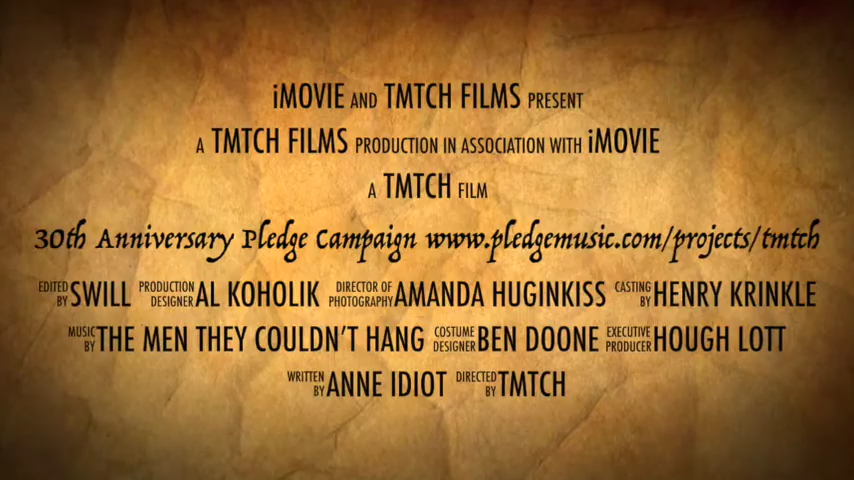 iMOVIE AND TMTCH FILMS PRESENT
A TMTCH FILMS PRODUCTION IN ASSOCIATION WITH iMOVIE
A TMTCH FILM
30th Anniversary Pledge Campaign www.pledgemusic.com/projects/tmtch
EDITED BY SWILL PRODUCTION DESIGNER AL KOHOLIK DIRECTOR OF PHOTOGRAPHY AMANDA HUGINKISS CASTING BY HENRY KRINKLE
MUSIC BY THE MEN THEY COULDN'T HANG COSTUME DESIGNER BEN DOONE EXECUTIVE PRODUCER HOUGH LOTT
WRITTEN BY ANNE IDIOT DIRECTED BY TMTCH